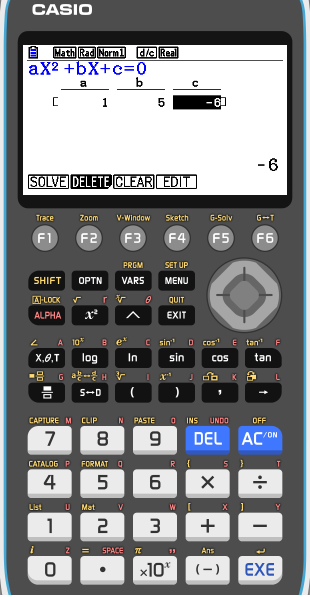 CASIO
Math Rad Norm1 d/c Real
aX²+bX+c=0
a b c
[ 1 5 -6 ]
-6
SOLVE DELETE CLEAR EDIT
Trace Zoom V-Window Sketch G-Solv G↔T
F1 F2 F3 F4 F5 F6
PRGM SET UP
SHIFT OPTN VARS MENU
A-LOCK √ r ∛ θ QUIT
ALPHA x² ^ EXIT
∠ A 10ˣ B eˣ C sin⁻¹ D cos⁻¹ E tan⁻¹ F
X,θ,T log ln sin cos tan
G H ∛ I x⁻¹ J K L
S↔D ( ) , →
CAPTURE M CLIP N PASTE O INS UNDO OFF
7 8 9 DEL AC/ON
CATALOG P FORMAT Q R { S } T
4 5 6 × ÷
List U Mat V W [ X ] Y
1 2 3 + −
i Z = SPACE π " Ans ↵
0 • ×10ˣ (−) EXE